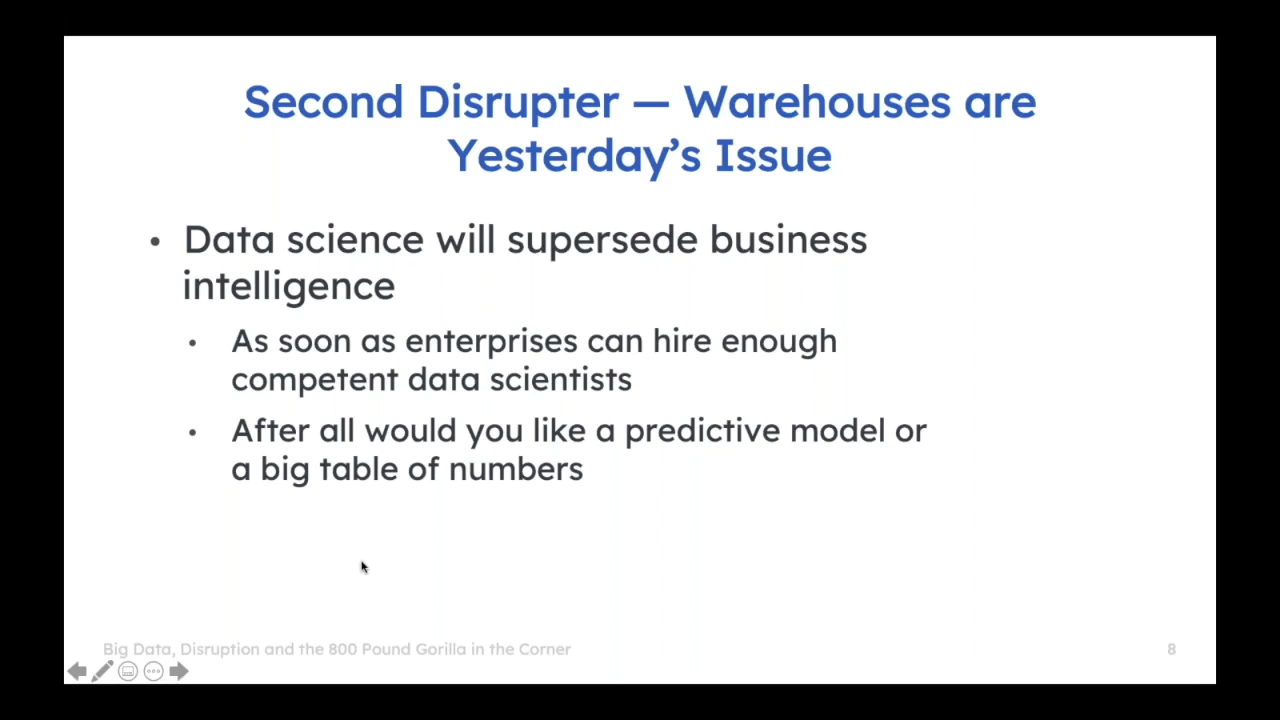 Second Disrupter — Warehouses are
Yesterday’s Issue
• Data science will supersede business
intelligence
• As soon as enterprises can hire enough
competent data scientists
• After all would you like a predictive model or
a big table of numbers
Big Data, Disruption and the 800 Pound Gorilla in the Corner
8